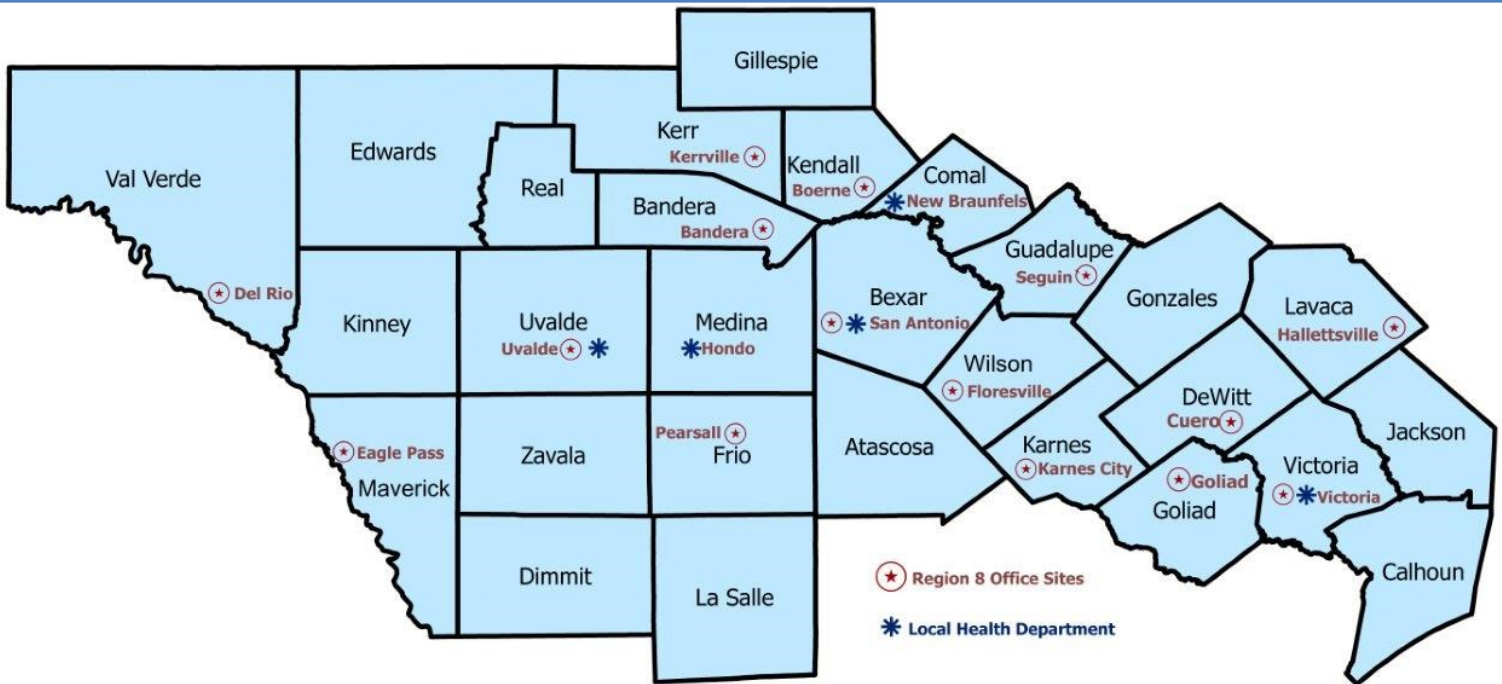 Gillespie
Val Verde
Del Rio
Edwards
Real
Kerr
Kerrville
Kendall
Boerne
Bandera
Bandera
Comal
New Braunfels
Guadalupe
Seguin
Gonzales
Lavaca
Hallettsville
Kinney
Uvalde
Uvalde
Medina
Hondo
Bexar
San Antonio
Wilson
Floresville
DeWitt
Cuero
Jackson
Eagle Pass
Maverick
Zavala
Pearsall
Frio
Atascosa
Karnes
Karnes City
Goliad
Goliad
Victoria
Victoria
Dimmit
La Salle
Calhoun
Region 8 Office Sites
Local Health Department